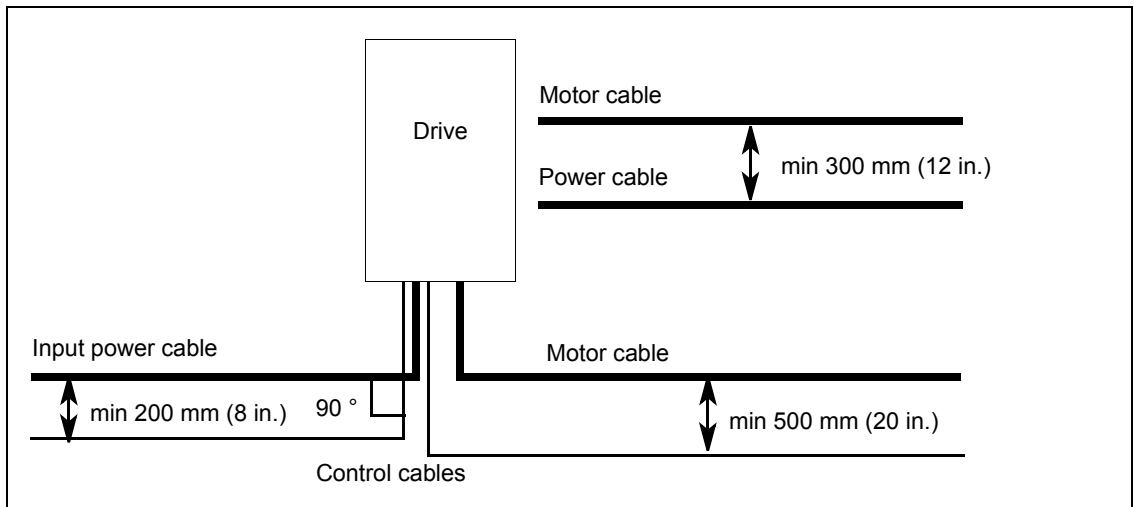 Motor cable
Drive
min 300 mm (12 in.)
Power cable
Input power cable
Motor cable
min 200 mm (8 in.)
90 °
min 500 mm (20 in.)
Control cables